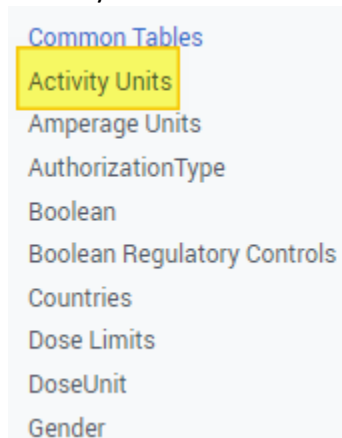 Common Tables
Activity Units
Amperage Units
AuthorizationType
Boolean
Boolean Regulatory Controls
Countries
Dose Limits
DoseUnit
Gender